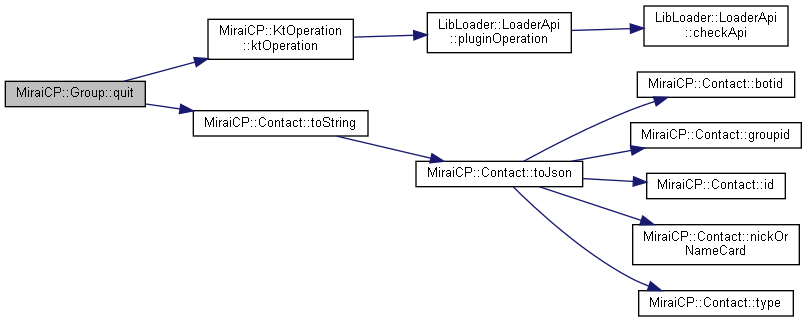 MiraiCP::Group::quit
MiraiCP::KtOperation
::ktOperation
LibLoader::LoaderApi
::pluginOperation
LibLoader::LoaderApi
::checkApi
MiraiCP::Contact::toString
MiraiCP::Contact::toJson
MiraiCP::Contact::botid
MiraiCP::Contact::groupid
MiraiCP::Contact::id
MiraiCP::Contact::nickOr
NameCard
MiraiCP::Contact::type